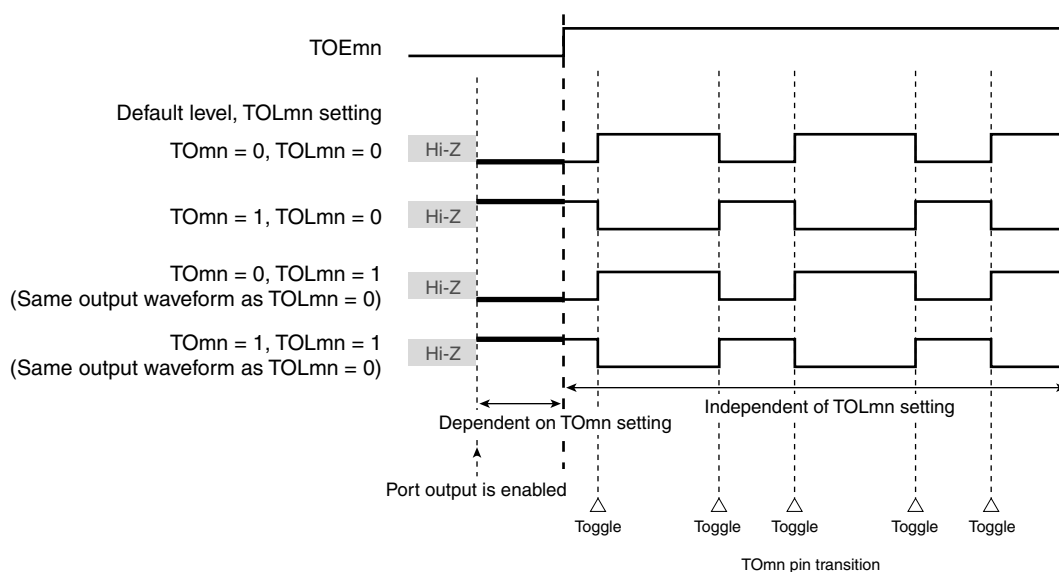 TOEmn
Default level, TOLmn setting
TOmn = 0, TOLmn = 0
Hi-Z
TOmn = 1, TOLmn = 0
Hi-Z
TOmn = 0, TOLmn = 1
(Same output waveform as TOLmn = 0)
Hi-Z
TOmn = 1, TOLmn = 1
(Same output waveform as TOLmn = 0)
Hi-Z
Dependent on TOmn setting
Independent of TOLmn setting
Port output is enabled
Toggle
Toggle
Toggle
Toggle
Toggle
TOmn pin transition